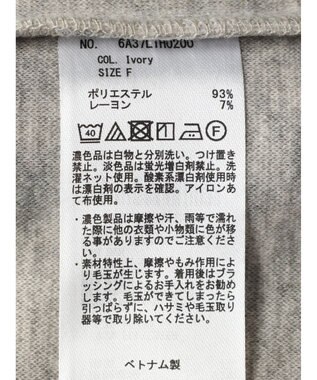 NO. 6A37L1H0200
COL. Ivory
SIZE F
ポリエステル 93%
レーヨン 7%
40
濃色品は白物と分別洗い。つけ置き
禁止。淡色は蛍光増白剤禁止。洗
濯ネット使用。酸素系漂白剤使用時
は漂白剤の表示を確認。アイロンあ
て布使用。
・濃色製品は摩擦や汗、雨等で濡れ
た際に他の衣類や小物類に色が移
る事がありますのでご注意くださ
い。
・素材特性上、摩擦やもみ作用によ
り毛玉が生じます。着用後はブラッ
シングによるお手入れをお勧め
します。毛玉ができてしまったら
引っぱらずに、ハサミや毛玉取り
器等で取り除いてください。
ベトナム製